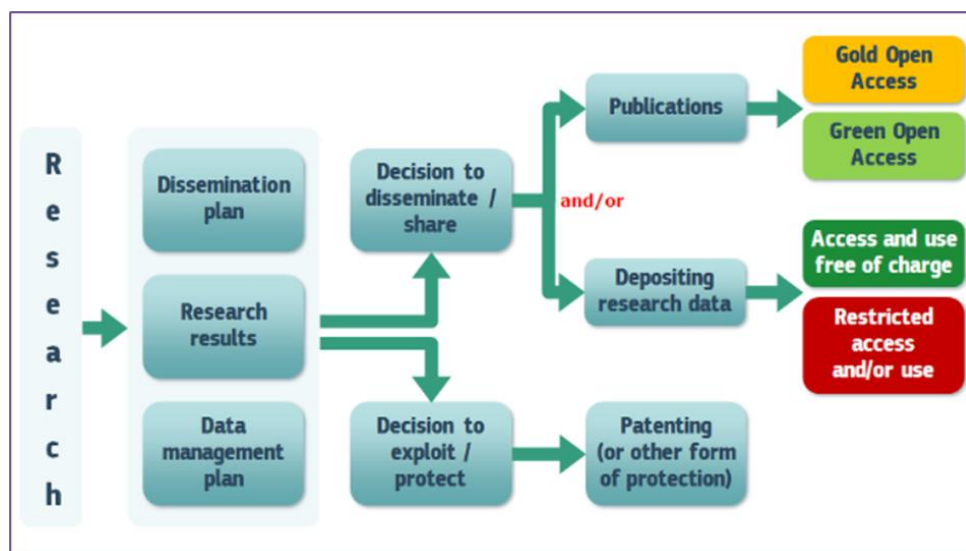 Research
Dissemination
plan
Research
results
Data
management
plan
Decision to
disseminate /
share
Decision to
exploit /
protect
and/or
Publications
Depositing
research data
Patenting
(or other form
of protection)
Gold Open
Access
Green Open
Access
Access and use
free of charge
Restricted
access
and/or use